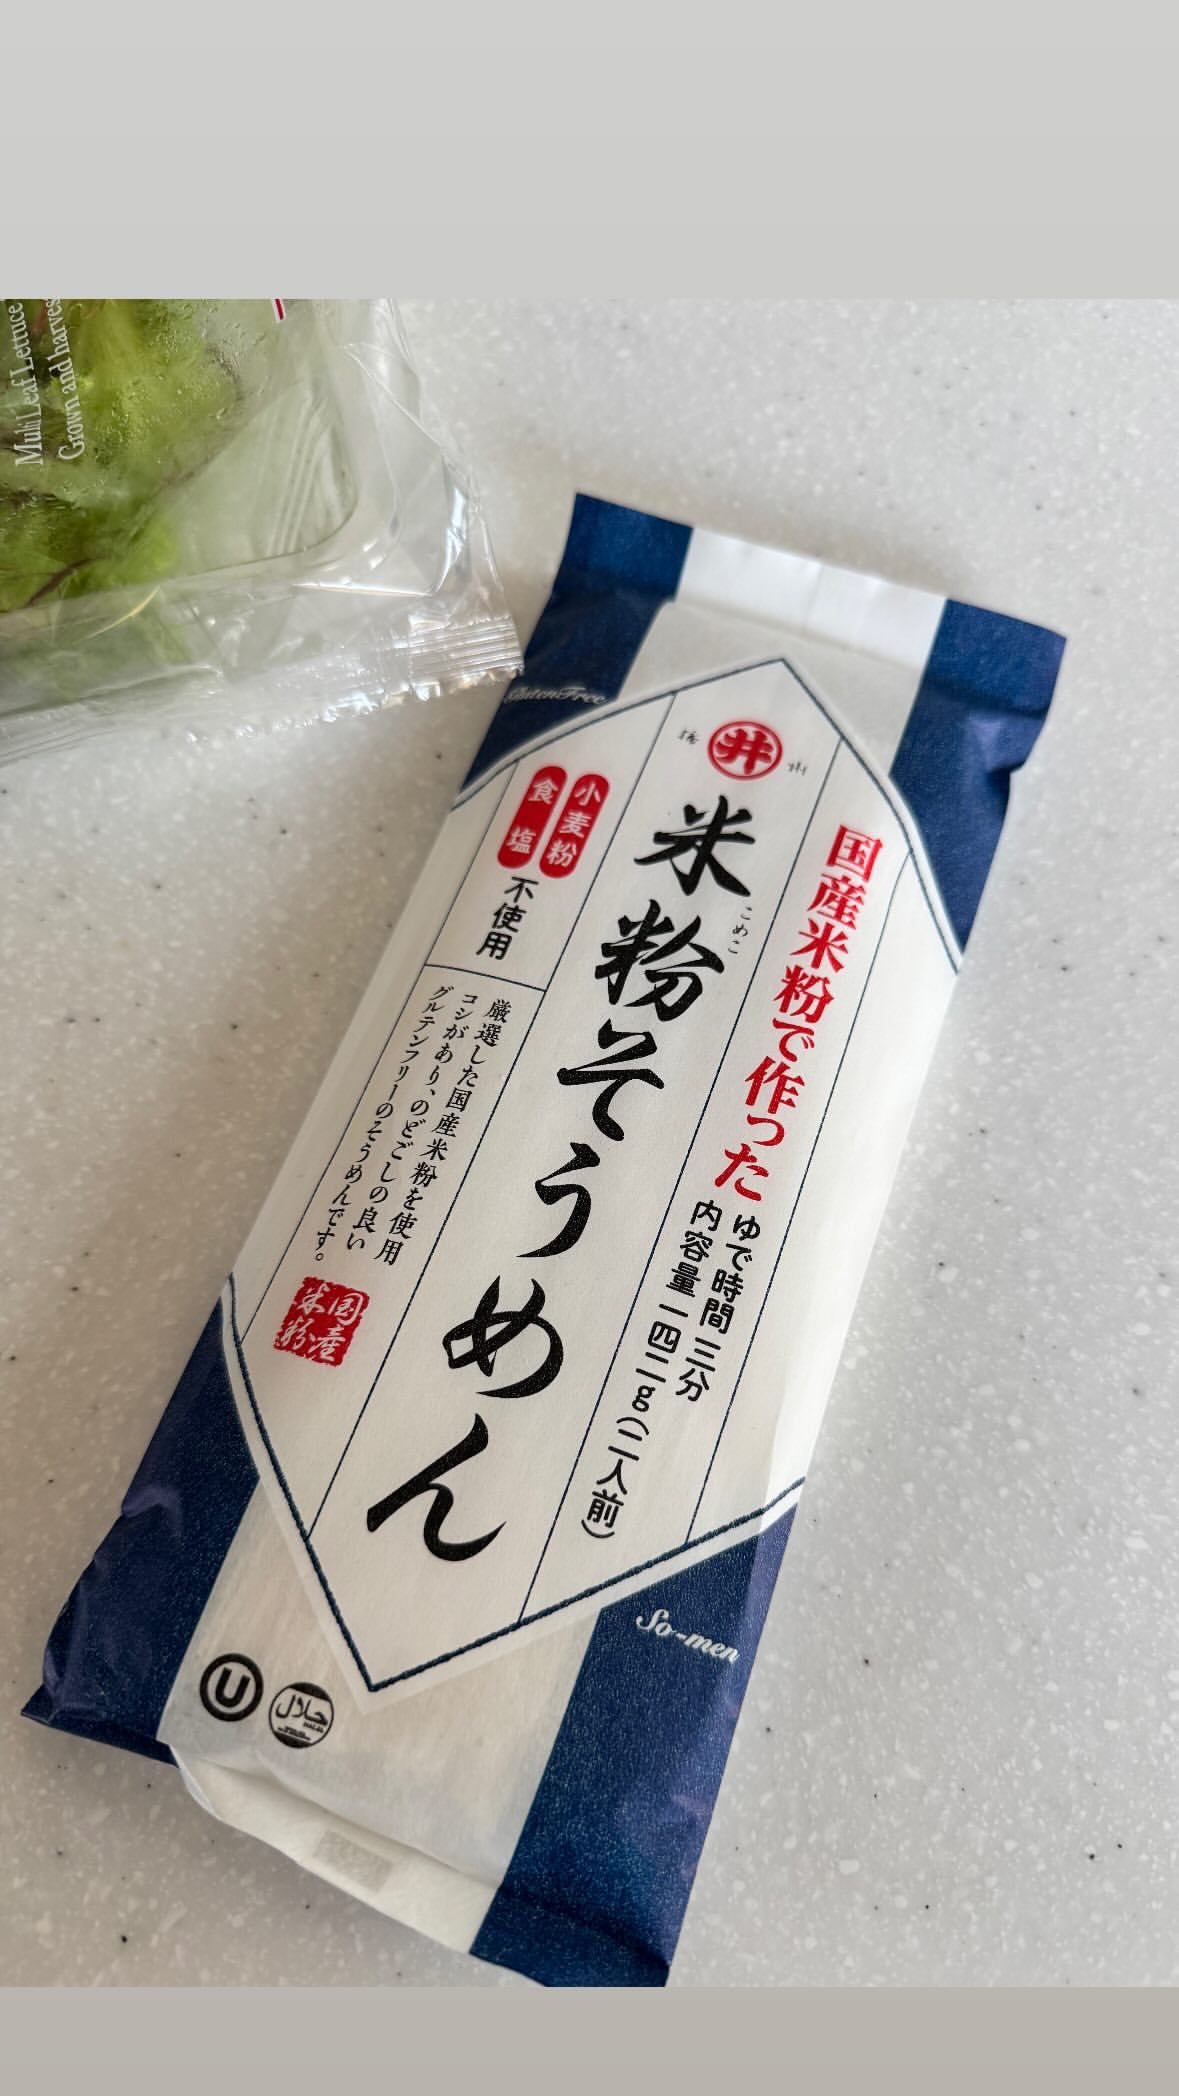 Multi Leaf Lettuce
Grown and harves
Gluten Free
播州
井
国産米粉で作った
ゆで時間 三分
内容量 一四二g(二人前)
米粉そうめん
こめこ
小麦粉
食塩
不使用
厳選した国産米粉を使用
コシがあり、のどごしの良い
グルテンフリーのそうめんです。
国産
米粉
So-men
U
حلال
HALAL